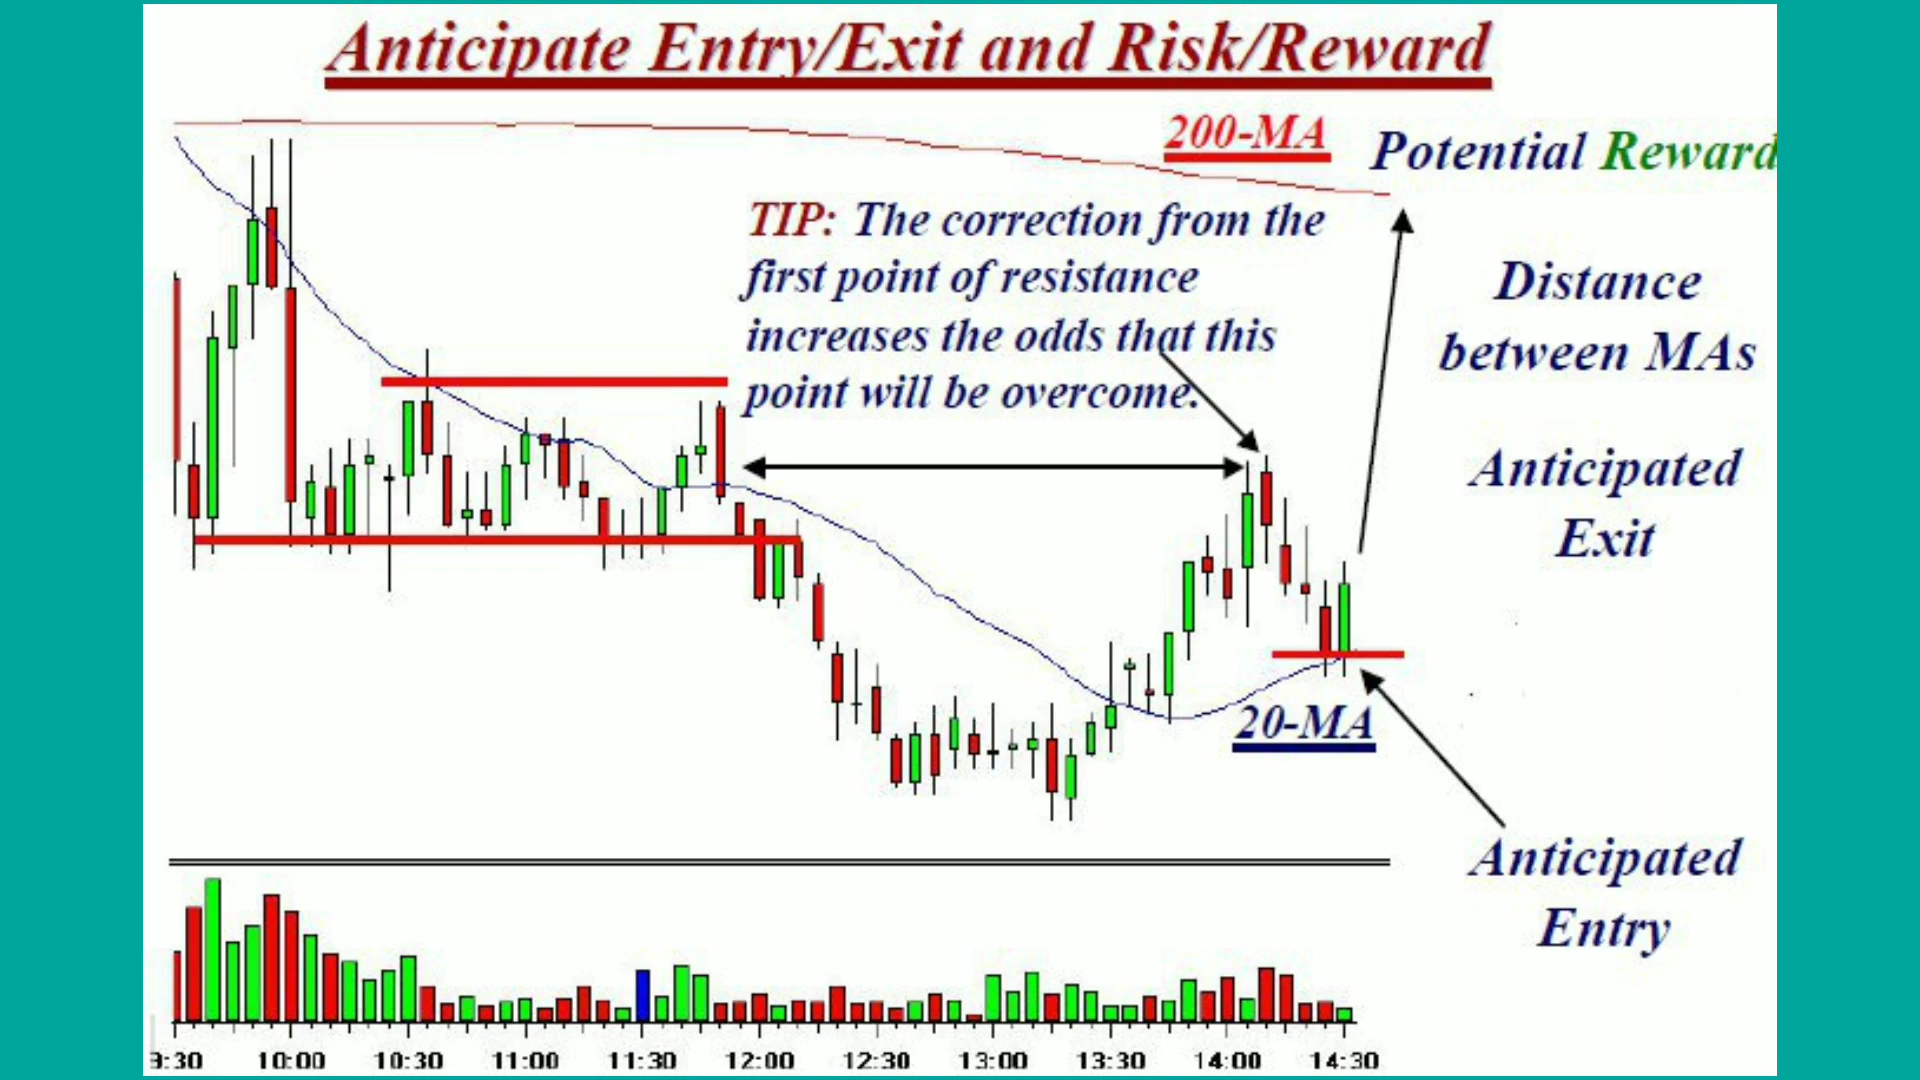 Anticipate Entry/Exit and Risk/Reward
200-MA
Potential Reward
TIP: The correction from the
first point of resistance
increases the odds that this
point will be overcome.
Distance
between MAs
Anticipated
Exit
20-MA
Anticipated
Entry
9:30 10:00 10:30 11:00 11:30 12:00 12:30 13:00 13:30 14:00 14:30